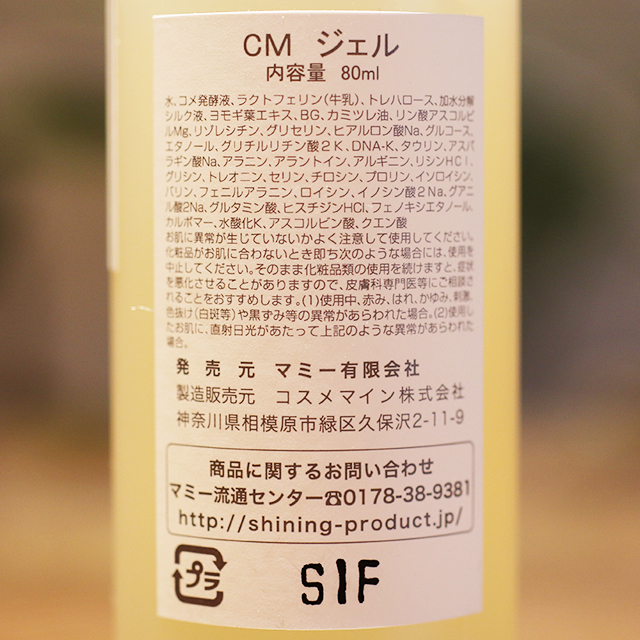 CM ジェル
内容量 80ml
水、コメ発酵液、ラクトフェリン(牛乳)、トレハロース、加水分解
シルク液、ヨモギ葉エキス、BG、カミツレ油、リン酸アスコルビ
ルMg、リゾレシチン、グリセリン、ヒアルロン酸Na、グルコース、
エタノール、グリチルリチン酸2K、DNA-K、タウリン、アスパ
ラギン酸Na、アラニン、アラントイン、アルギニン、リシンHCl、
グリシン、トレオニン、セリン、チロシン、プロリン、イソロイシン、
バリン、フェニルアラニン、ロイシン、イノシン酸2Na、グアニ
ル酸2Na、グルタミン酸、ヒスチジンHCl、フェノキシエタノール、
カルボマー、水酸化K、アスコルビン酸、クエン酸
お肌に異常が生じていないかよく注意して使用してください。
化粧品がお肌に合わないとき即ち次のような場合には、使用を
中止してください。そのまま化粧品類の使用を続けますと、症状
を悪化させることがありますので、皮膚科専門医等にご相談さ
れることをおすすめします。(1)使用中、赤み、はれ、かゆみ、刺激、
色抜け(白斑等)や黒ずみ等の異常があらわれた場合。(2)使用し
たお肌に、直射日光があたって上記のような異常があらわれた
場合。
発売元 マミー有限会社
製造販売元 コスメマイン株式会社
神奈川県相模原市緑区久保沢2-11-9
商品に関するお問い合わせ
マミー流通センター☎0178-38-9381
http://shining-product.jp/
プラ
S1F